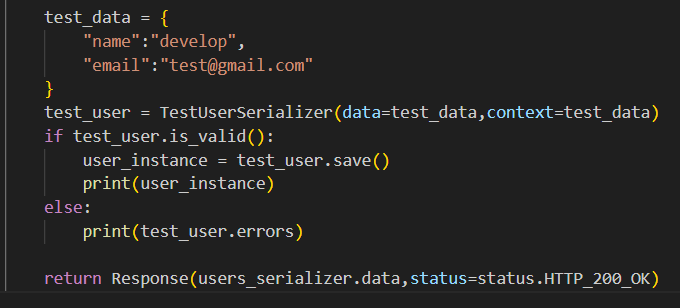 test_data = {
"name":"develop",
"email":"test@gmail.com"
}
test_user = TestUserSerializer(data=test_data,context=test_data)
if test_user.is_valid():
user_instance = test_user.save()
print(user_instance)
else:
print(test_user.errors)
return Response(users_serializer.data,status=status.HTTP_200_OK)